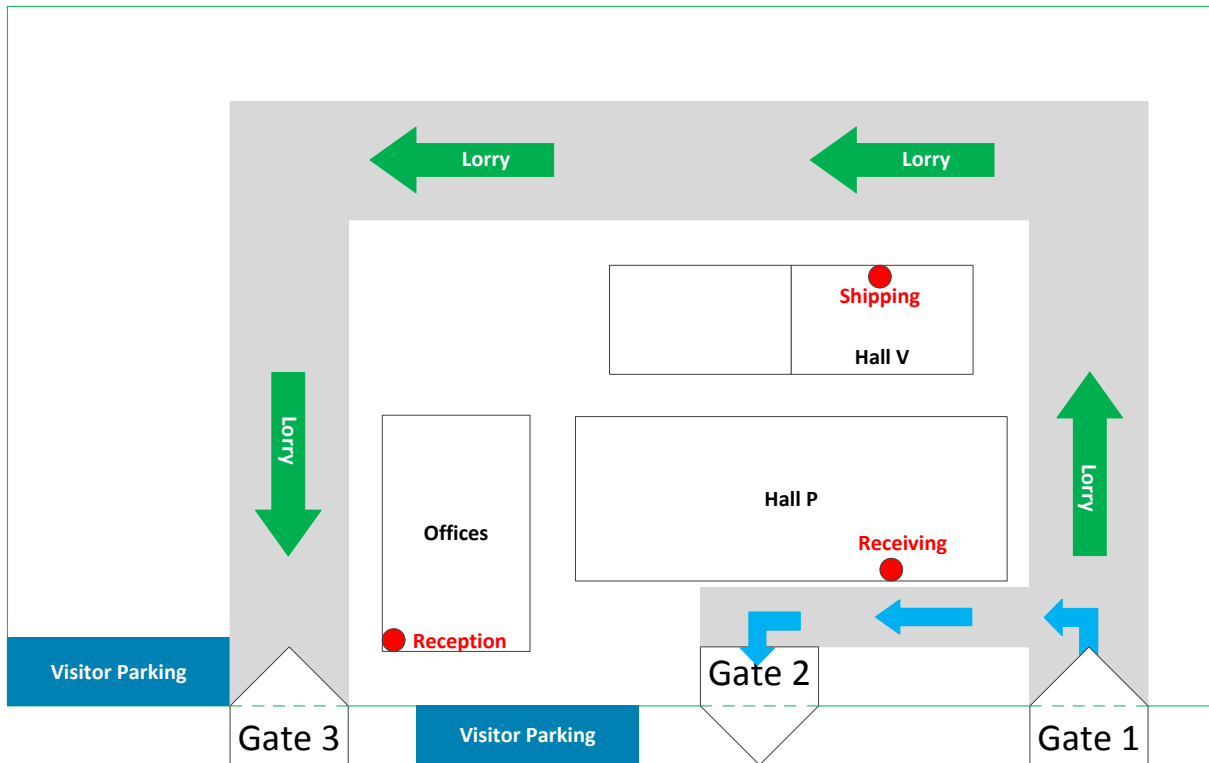 Lorry
Lorry
Shipping
Hall V
Lorry
Lorry
Hall P
Offices
Receiving
Reception
Visitor Parking
Gate 2
Gate 3
Visitor Parking
Gate 1